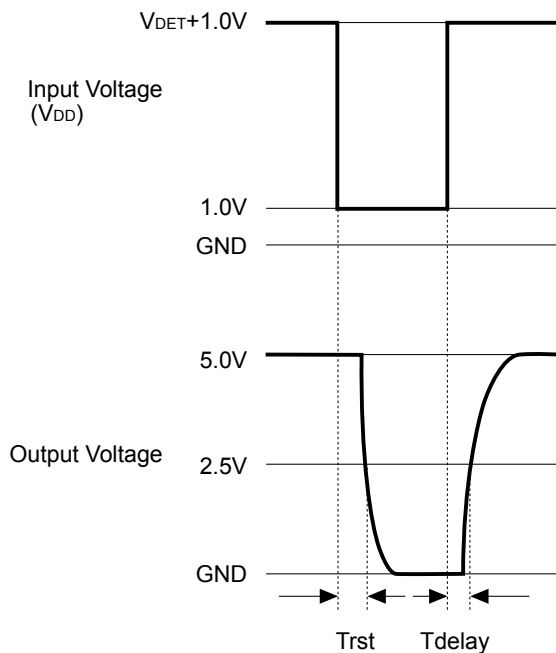 VDET+1.0V
Input Voltage
(VDD)
1.0V
GND
5.0V
Output Voltage
2.5V
GND
Trst
Tdelay